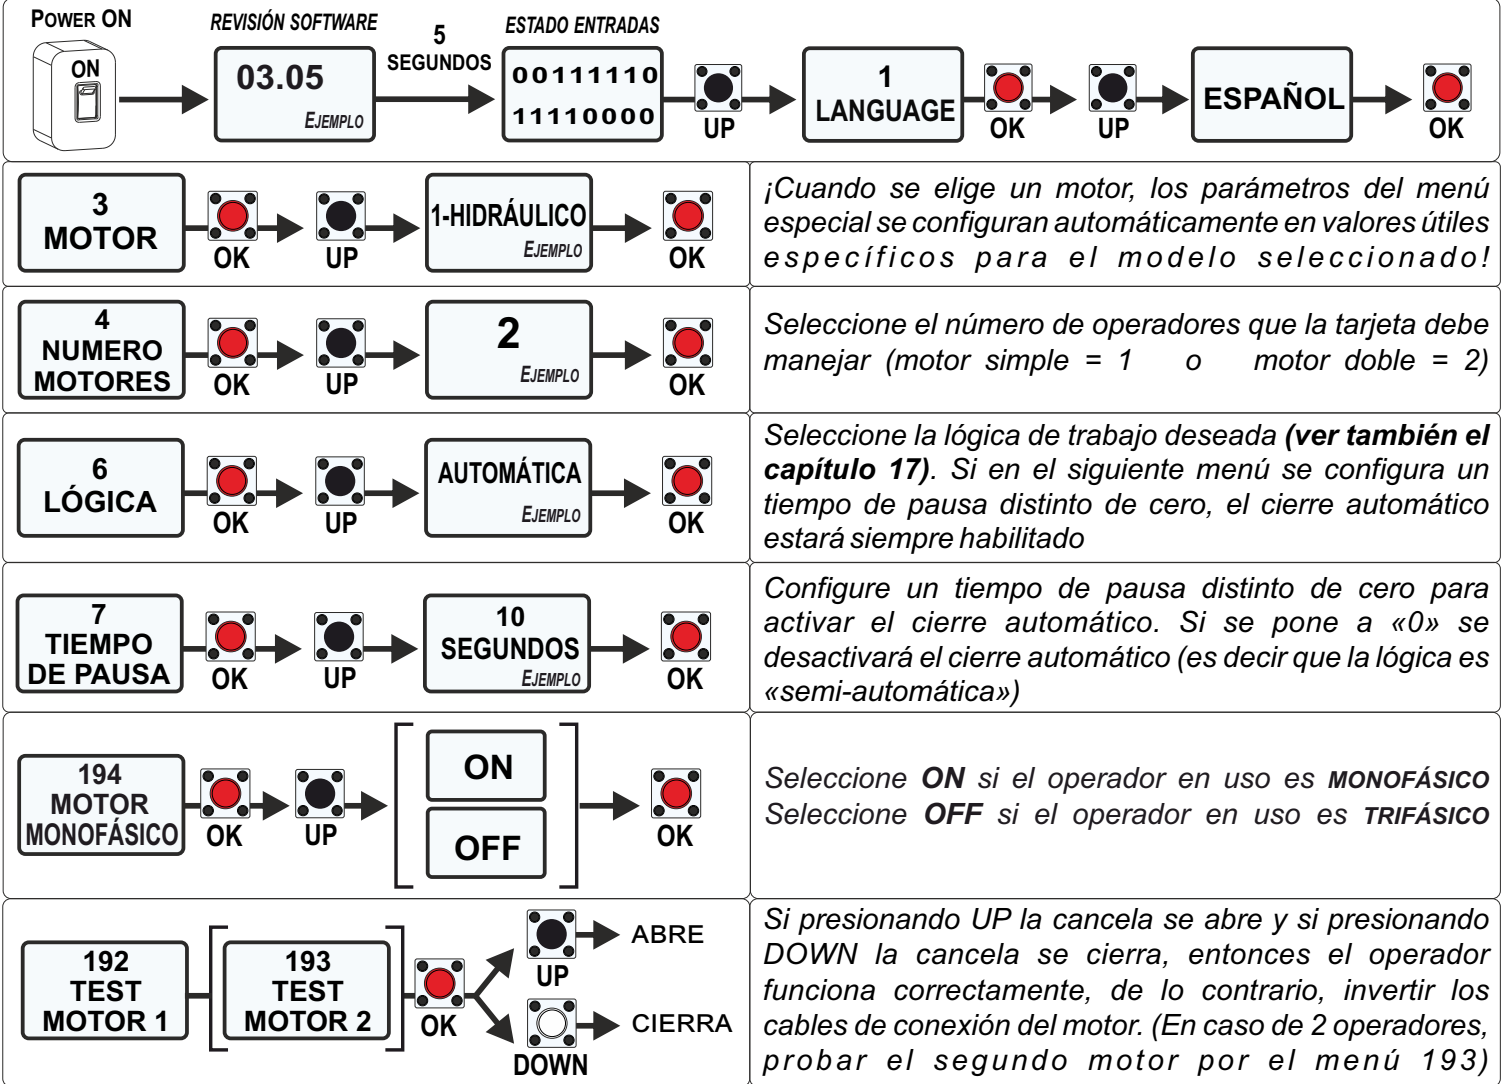 POWER ON
ON
REVISIÓN SOFTWARE
03.05
EJEMPLO
5
SEGUNDOS
ESTADO ENTRADAS
00111110
11110000
UP
1
LANGUAGE
OK
UP
ESPAÑOL
OK
3
MOTOR
OK
UP
1-HIDRÁULICO
EJEMPLO
OK
¡Cuando se elige un motor, los parámetros del menú
especial se configuran automáticamente en valores útiles
específicos para el modelo seleccionado!
4
NUMERO
MOTORES
OK
UP
2
EJEMPLO
OK
Seleccione el número de operadores que la tarjeta debe
manejar (motor simple = 1 o motor doble = 2)
6
LÓGICA
OK
UP
AUTOMÁTICA
EJEMPLO
OK
Seleccione la lógica de trabajo deseada (ver también el
capítulo 17). Si en el siguiente menú se configura un
tiempo de pausa distinto de cero, el cierre automático
estará siempre habilitado
7
TIEMPO
DE PAUSA
OK
UP
10
SEGUNDOS
EJEMPLO
OK
Configure un tiempo de pausa distinto de cero para
activar el cierre automático. Si se pone a «0» se
desactivará el cierre automático (es decir que la lógica es
«semi-automática»)
194
MOTOR
MONOFÁSICO
OK
UP
ON
OFF
OK
Seleccione ON si el operador en uso es MONOFÁSICO
Seleccione OFF si el operador en uso es TRIFÁSICO
192
TEST
MOTOR 1
193
TEST
MOTOR 2
OK
UP
ABRE
DOWN
CIERRA
Si presionando UP la cancela se abre y si presionando
DOWN la cancela se cierra, entonces el operador
funciona correctamente, de lo contrario, invertir los
cables de conexión del motor. (En caso de 2 operadores,
probar el segundo motor por el menú 193)